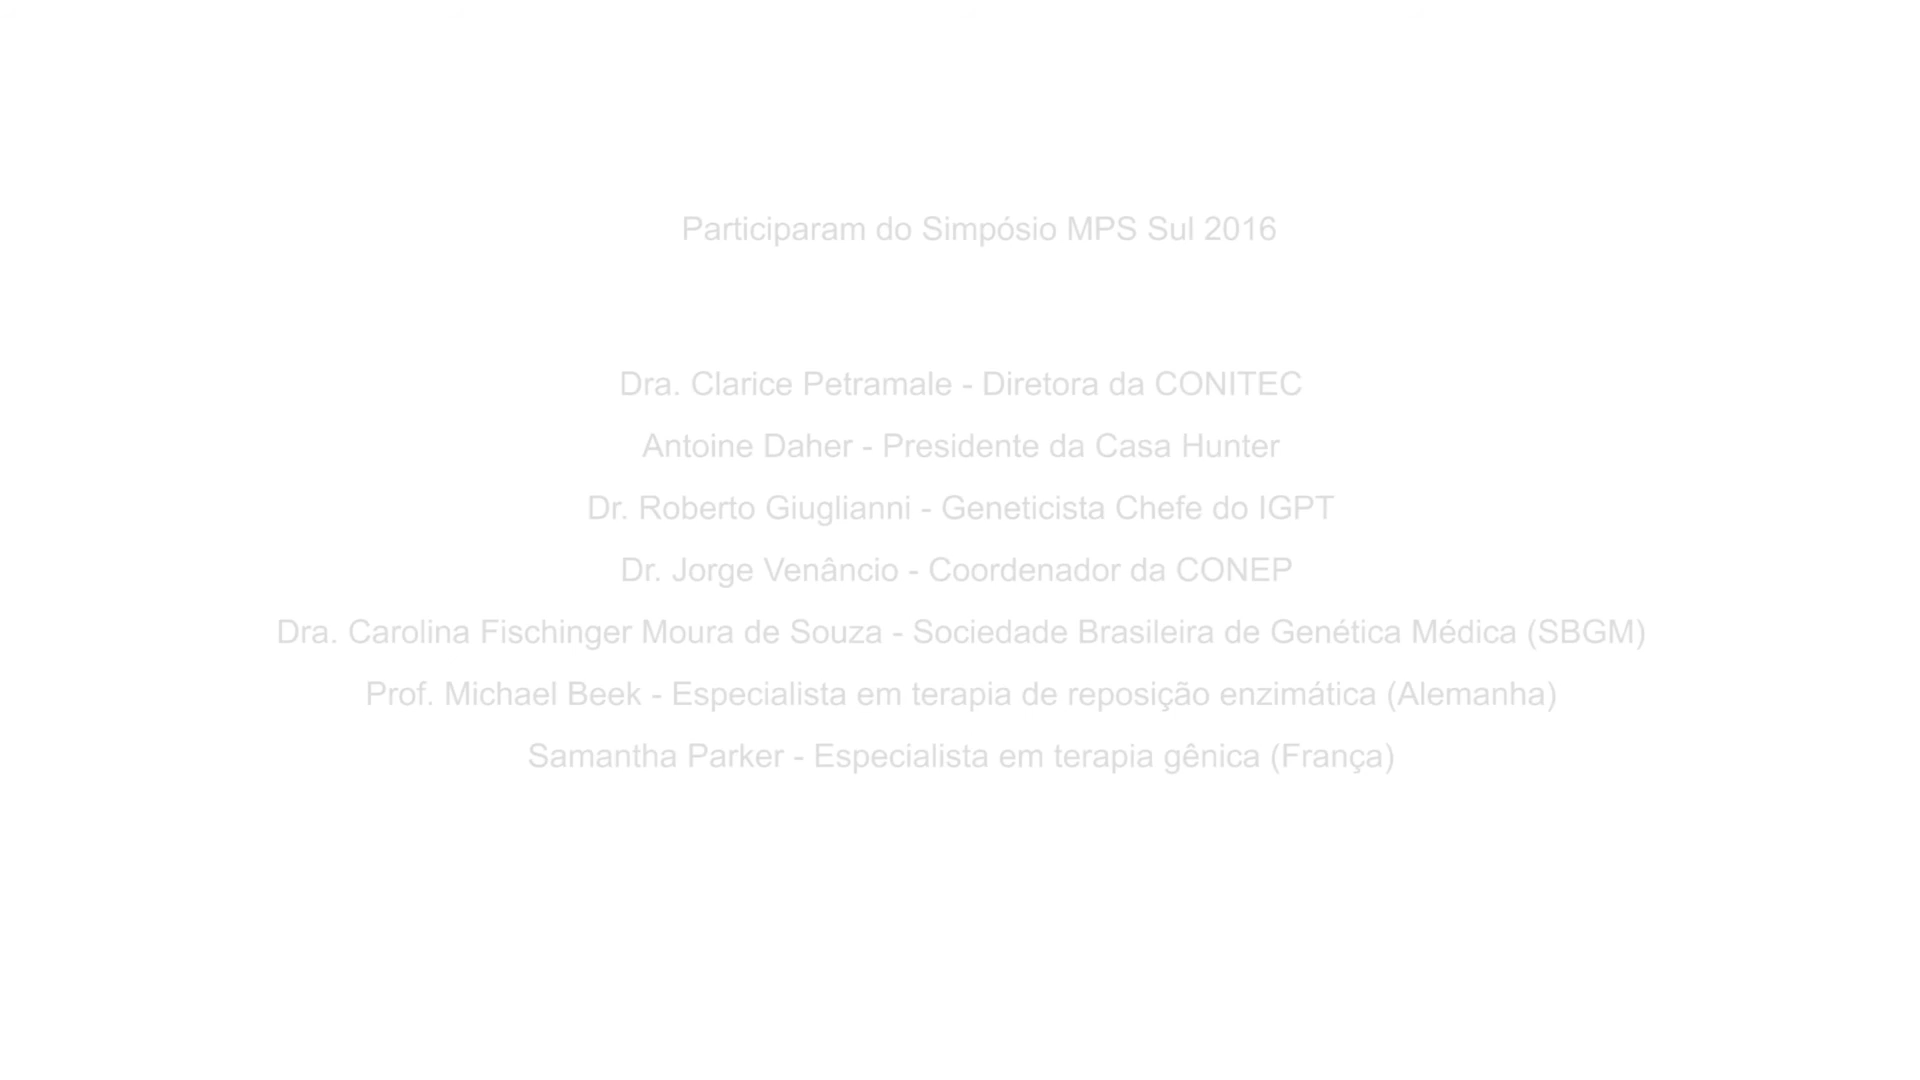 Participaram do Simpósio MPS Sul 2016
Dra. Clarice Petramale - Diretora da CONITEC
Antoine Daher - Presidente da Casa Hunter
Dr. Roberto Giuglianni - Geneticista Chefe do IGPT
Dr. Jorge Venâncio - Coordenador da CONEP
Dra. Carolina Fischinger Moura de Souza - Sociedade Brasileira de Genética Médica (SBGM)
Prof. Michael Beek - Especialista em terapia de reposição enzimática (Alemanha)
Samantha Parker - Especialista em terapia gênica (França)